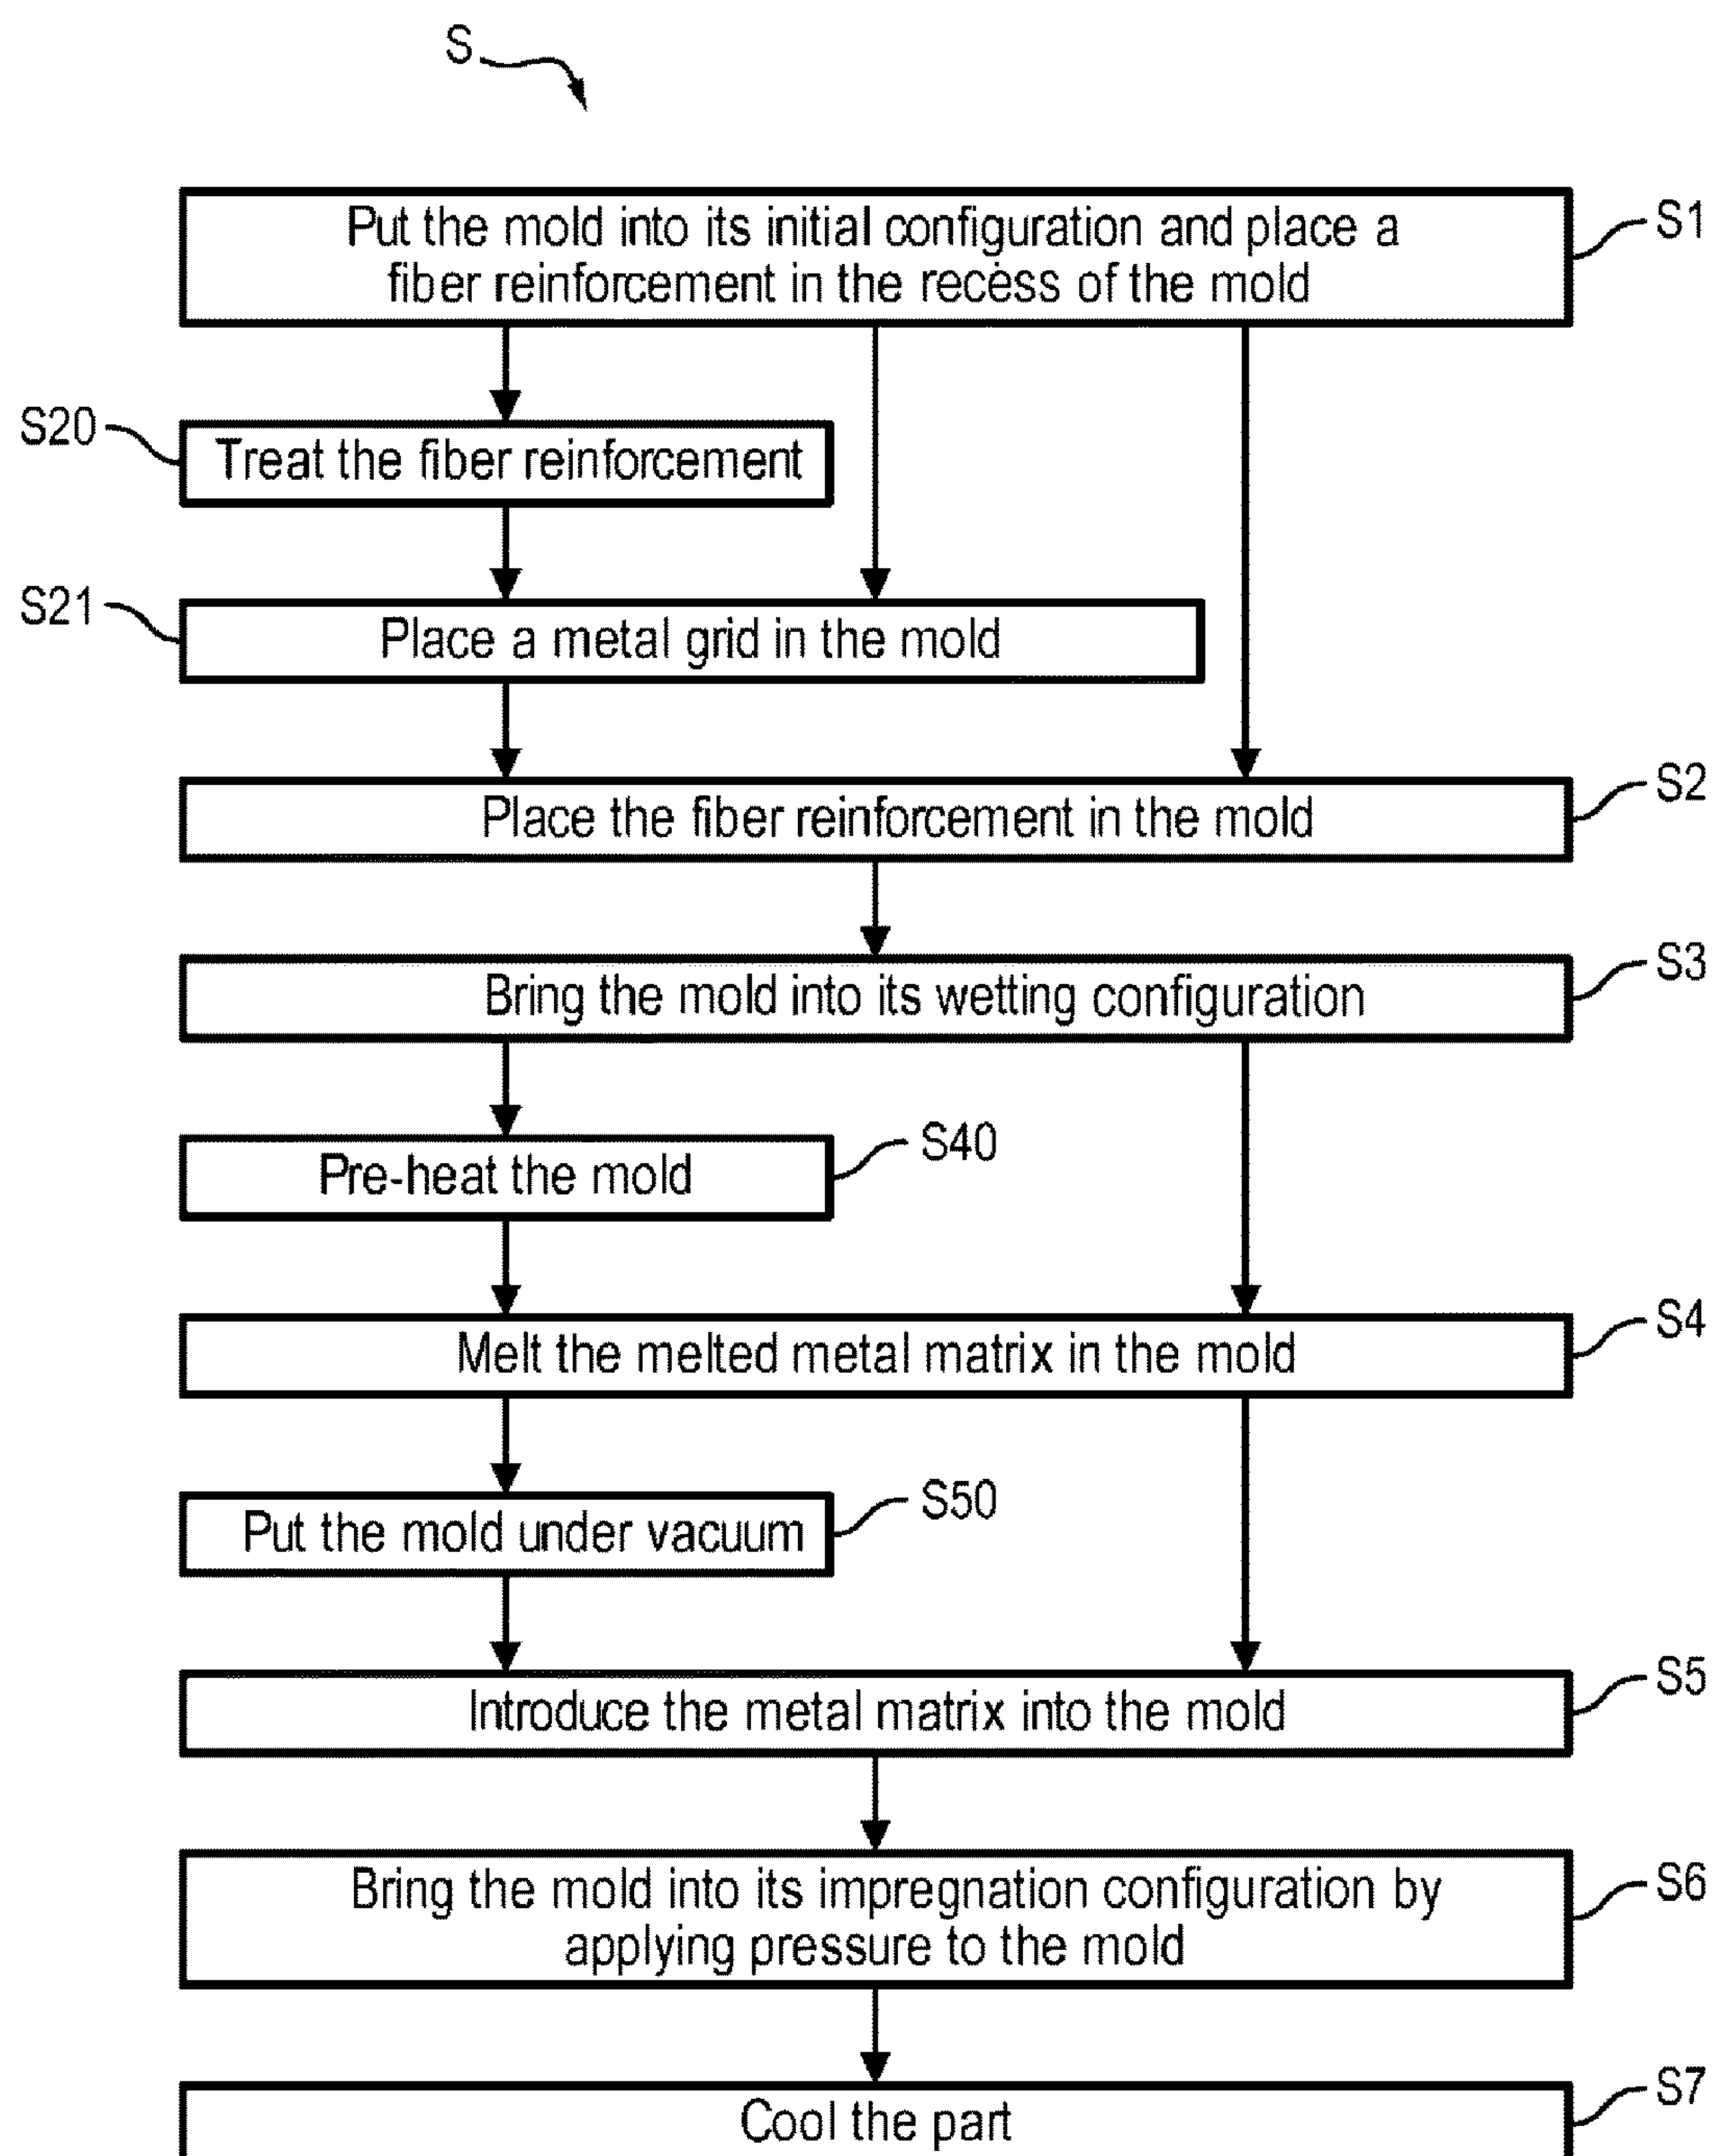 S
Put the mold into its initial configuration and place a
fiber reinforcement in the recess of the mold
S1
S20
Treat the fiber reinforcement
S21
Place a metal grid in the mold
Place the fiber reinforcement in the mold
S2
Bring the mold into its wetting configuration
S3
Pre-heat the mold
S40
Melt the melted metal matrix in the mold
S4
Put the mold under vacuum
S50
Introduce the metal matrix into the mold
S5
Bring the mold into its impregnation configuration by
applying pressure to the mold
S6
Cool the part
S7